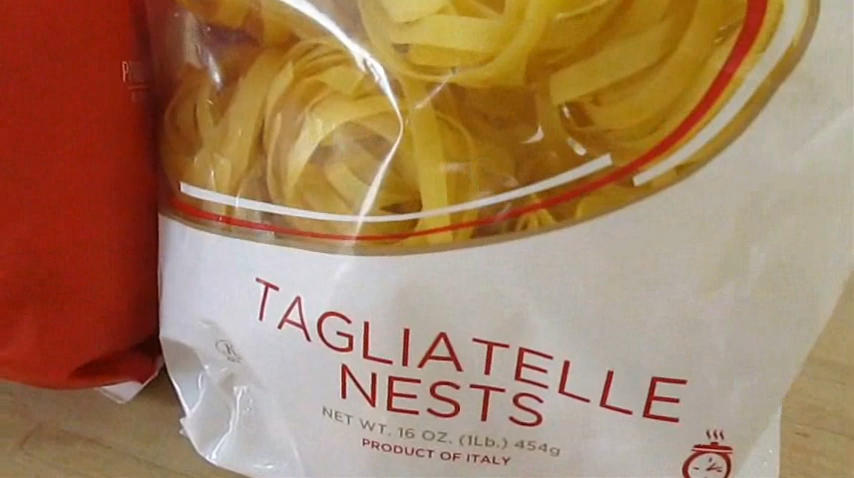 TAGLIATELLE
NESTS
NET WT. 16 OZ. (1Lb.) 454g
PRODUCT OF ITALY